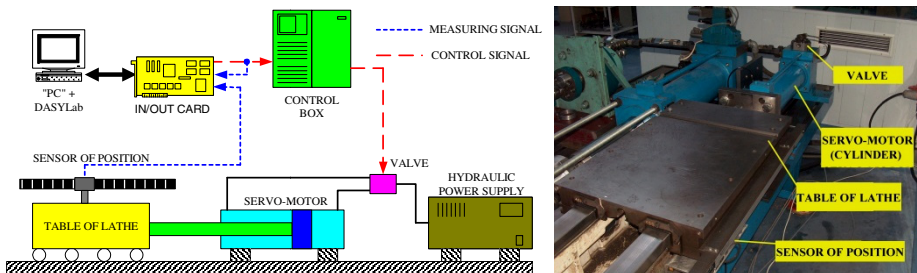 MEASURING SIGNAL
CONTROL SIGNAL
"PC" +
DASYLab
IN/OUT CARD
CONTROL
BOX
SENSOR OF POSITION
VALVE
HYDRAULIC
POWER SUPPLY
SERVO-MOTOR
TABLE OF LATHE
VALVE
SERVO-MOTOR
(CYLINDER)
TABLE OF LATHE
SENSOR OF POSITION